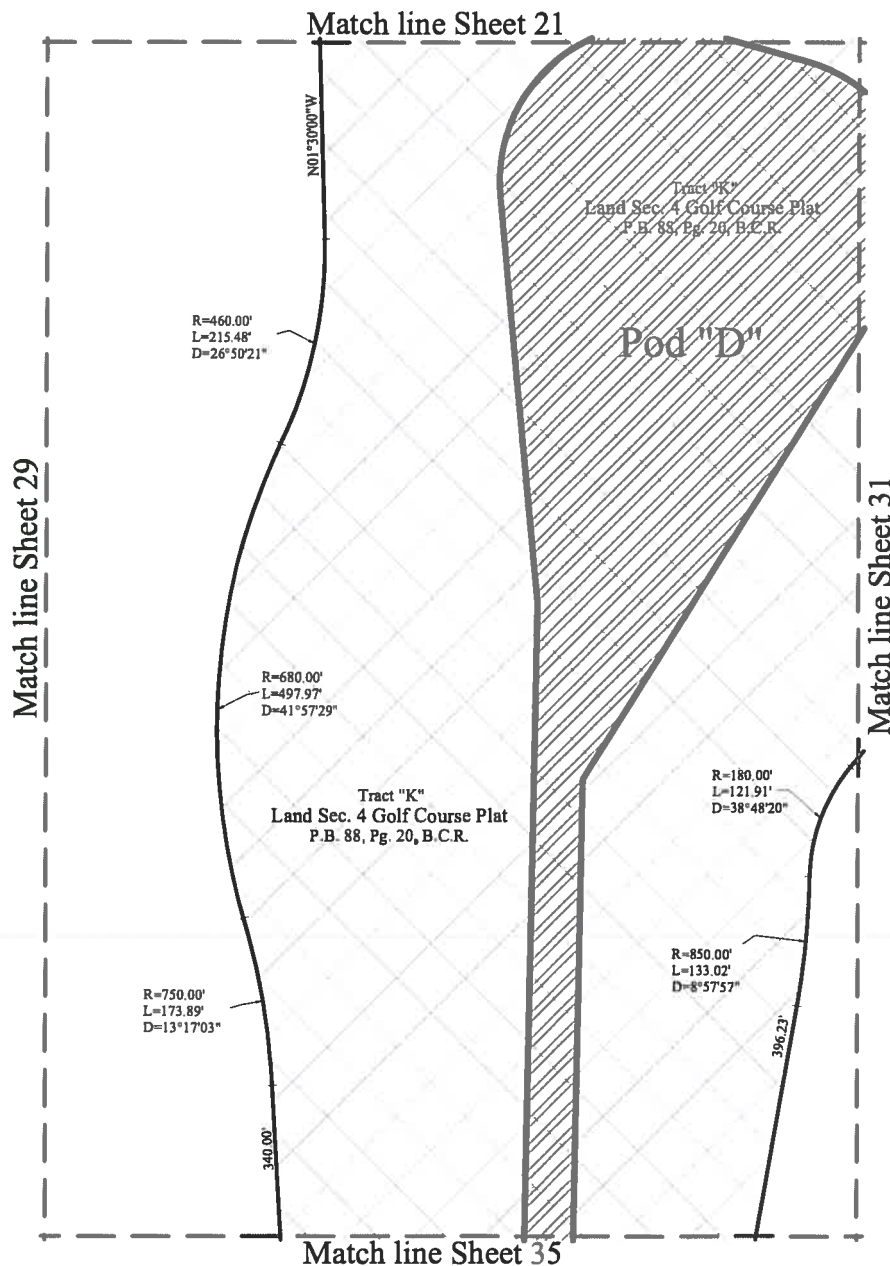 Match line Sheet 21
N01°30'00"W
Tract "K"
Land Sec. 4 Golf Course Plat
P.B. 88, Pg. 20, B.C.R.
R=460.00'
L=215.48'
D=26°50'21"
Pod "D"
Match line Sheet 29
Match line Sheet 31
R=680.00'
L=497.97'
D=41°57'29"
R=180.00'
L=121.91'
D=38°48'20"
Tract "K"
Land Sec. 4 Golf Course Plat
P.B. 88, Pg. 20, B.C.R.
R=850.00'
L=133.02'
D=8°57'57"
R=750.00'
L=173.89'
D=13°17'03"
396.23'
340.00'
Match line Sheet 35